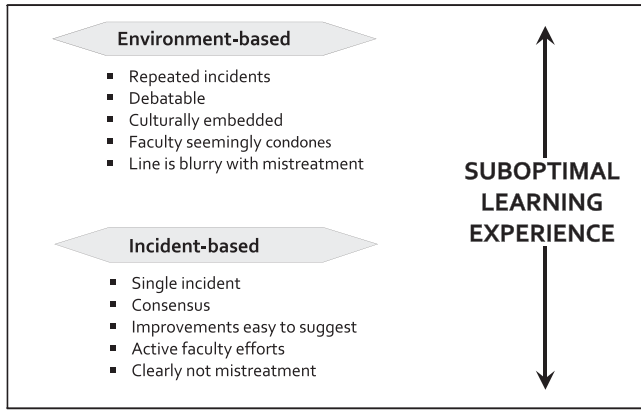 Environment-based
▪ Repeated incidents
▪ Debatable
▪ Culturally embedded
▪ Faculty seemingly condones
▪ Line is blurry with mistreatment
SUBOPTIMAL
LEARNING
EXPERIENCE
Incident-based
▪ Single incident
▪ Consensus
▪ Improvements easy to suggest
▪ Active faculty efforts
▪ Clearly not mistreatment